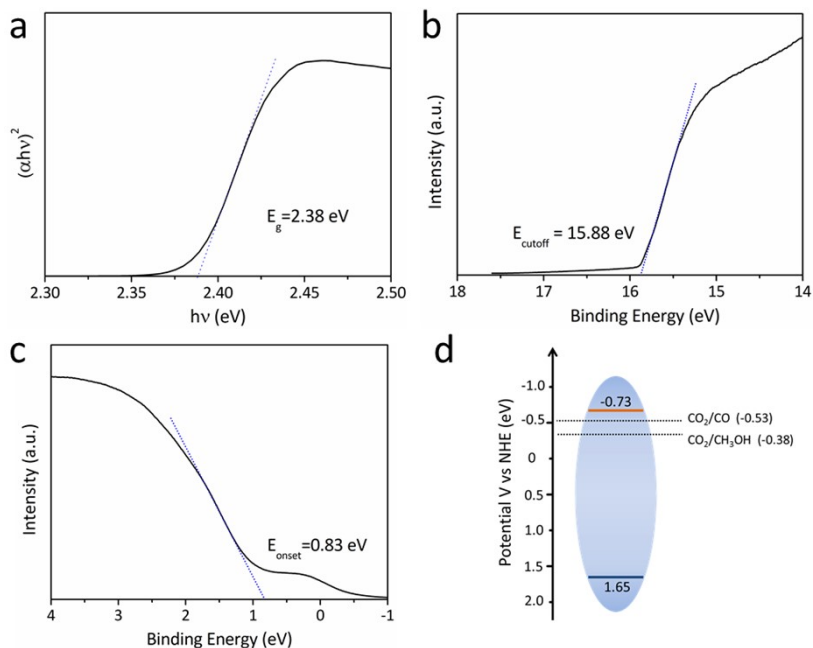 a
(αhν)²
E_g=2.38 eV
2.30 2.35 2.40 2.45 2.50
hν (eV)
b
Intensity (a.u.)
E_cutoff = 15.88 eV
18 17 16 15 14
Binding Energy (eV)
c
Intensity (a.u.)
E_onset=0.83 eV
4 3 2 1 0 -1
Binding Energy (eV)
d
Potential V vs NHE (eV)
-1.0
-0.5
0
0.5
1.0
1.5
2.0
-0.73
CO₂/CO (-0.53)
CO₂/CH₃OH (-0.38)
1.65